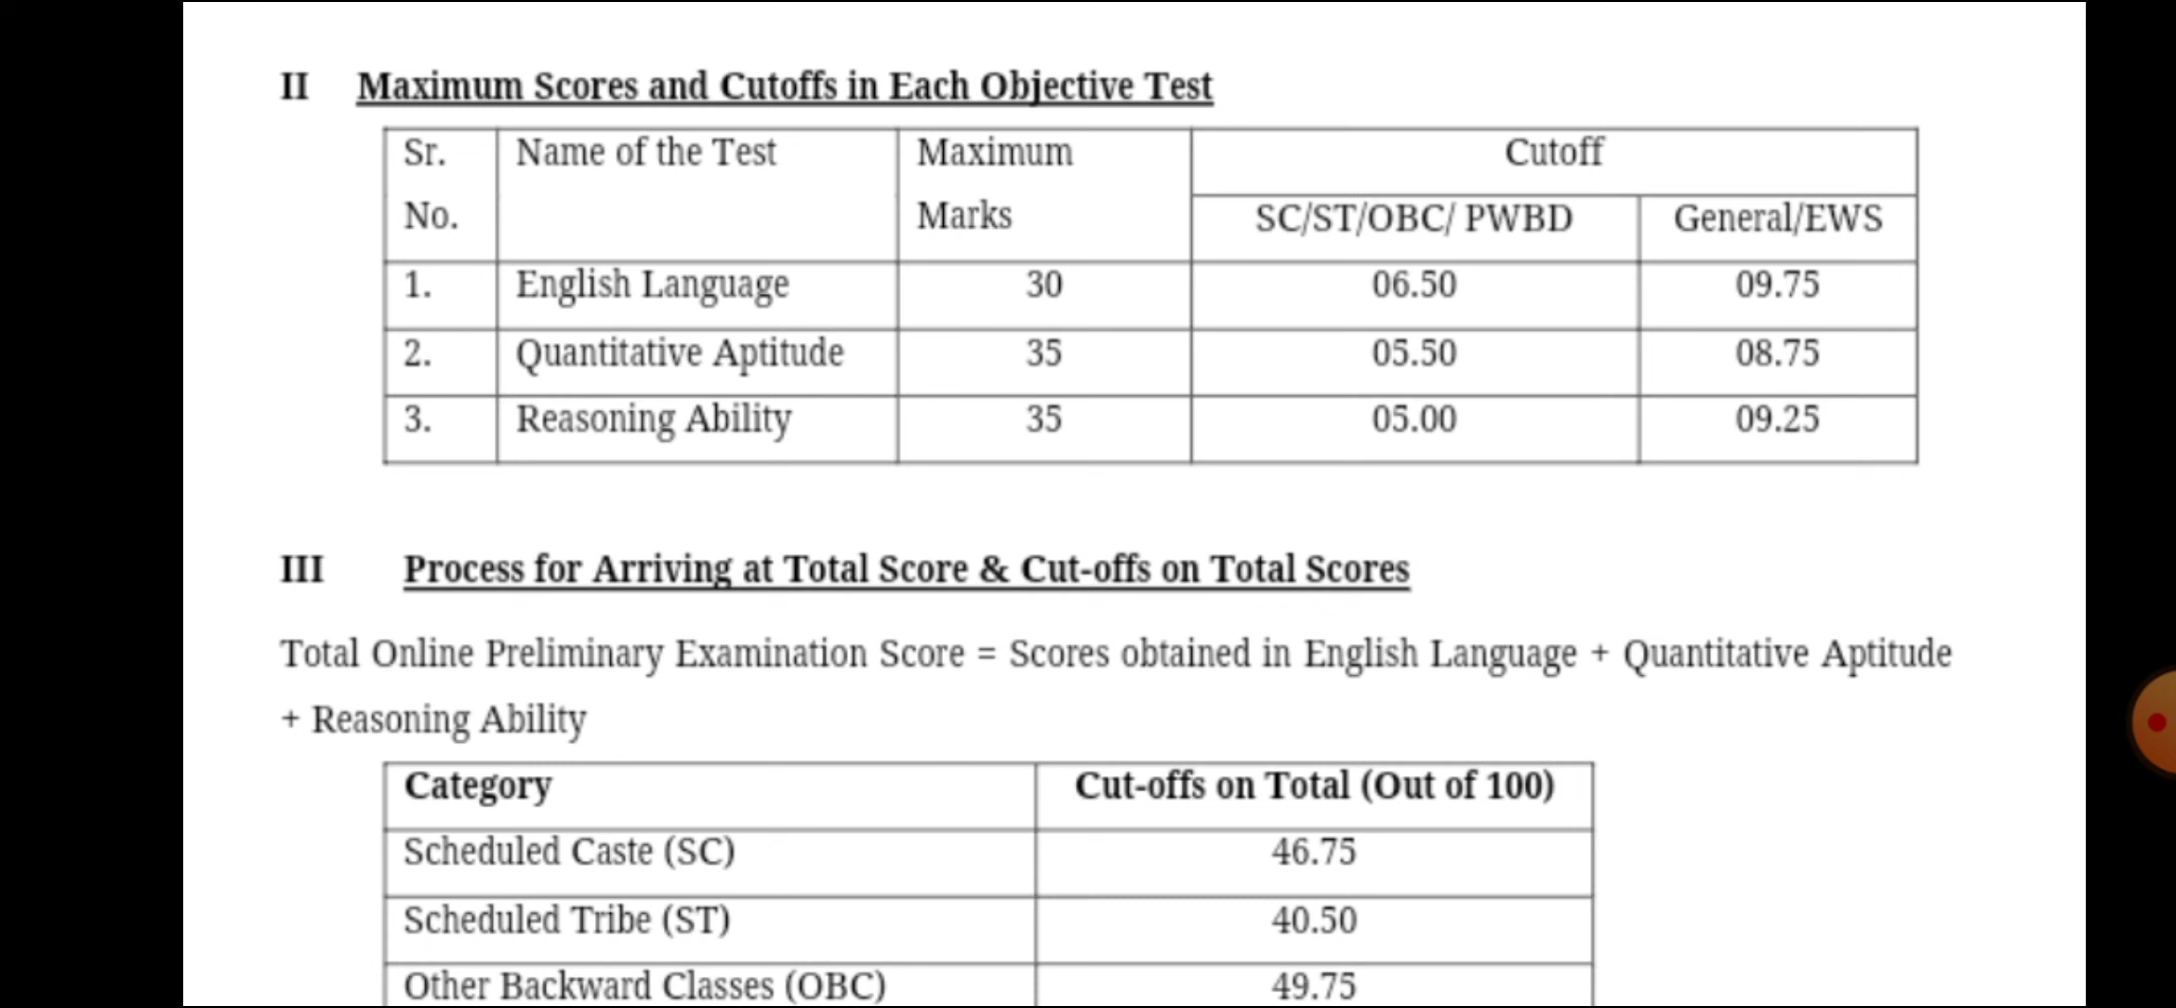 II Maximum Scores and Cutoffs in Each Objective Test
Sr. Name of the Test Maximum Cutoff
No. Marks SC/ST/OBC/ PWBD General/EWS
1. English Language 30 06.50 09.75
2. Quantitative Aptitude 35 05.50 08.75
3. Reasoning Ability 35 05.00 09.25
III Process for Arriving at Total Score & Cut-offs on Total Scores
Total Online Preliminary Examination Score = Scores obtained in English Language + Quantitative Aptitude
+ Reasoning Ability
Category Cut-offs on Total (Out of 100)
Scheduled Caste (SC) 46.75
Scheduled Tribe (ST) 40.50
Other Backward Classes (OBC) 49.75